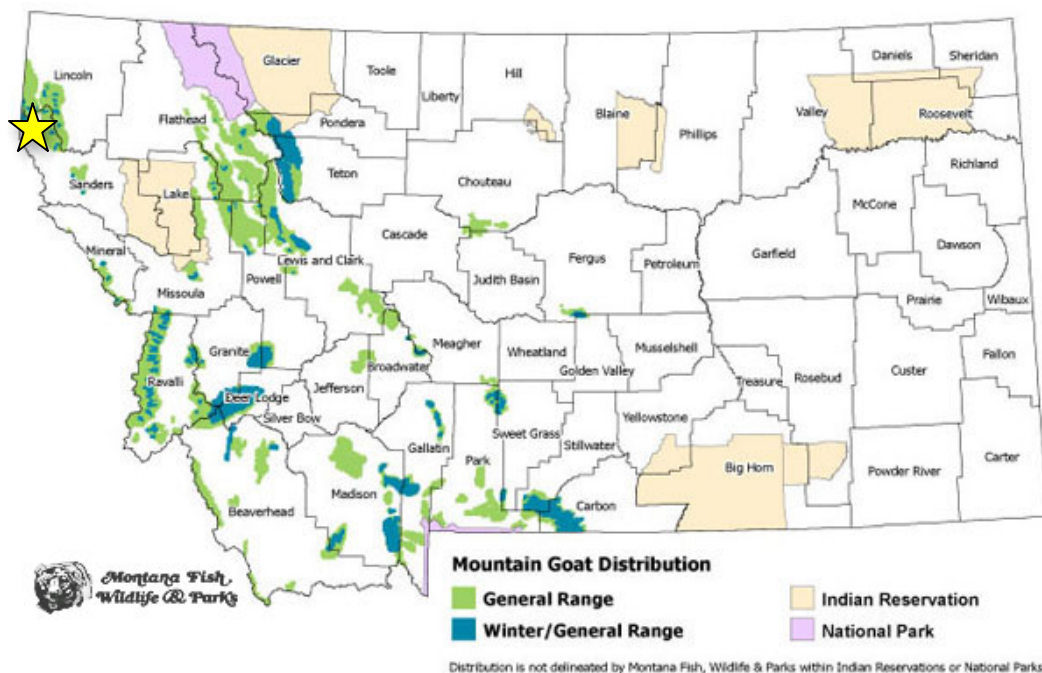 Lincoln
Glacier
Toole
Liberty
Hill
Blaine
Phillips
Valley
Daniels
Sheridan
Roosevelt
Flathead
Pondera
Teton
Chouteau
Richland
McCone
Sanders
Lake
Cascade
Fergus
Petroleum
Garfield
Dawson
Mineral
Lewis and Clark
Judith Basin
Missoula
Powell
Prairie
Wibaux
Granite
Meagher
Wheatland
Musselshell
Fallon
Ravalli
Jefferson
Broadwater
Golden Valley
Treasure
Rosebud
Custer
Deer Lodge
Silver Bow
Gallatin
Sweet Grass
Stillwater
Yellowstone
Park
Big Horn
Powder River
Carter
Madison
Beaverhead
Carbon
Montana Fish,
Wildlife & Parks
Mountain Goat Distribution
General Range
Winter/General Range
Indian Reservation
National Park
Distribution is not delineated by Montana Fish, Wildlife & Parks within Indian Reservations or National Parks